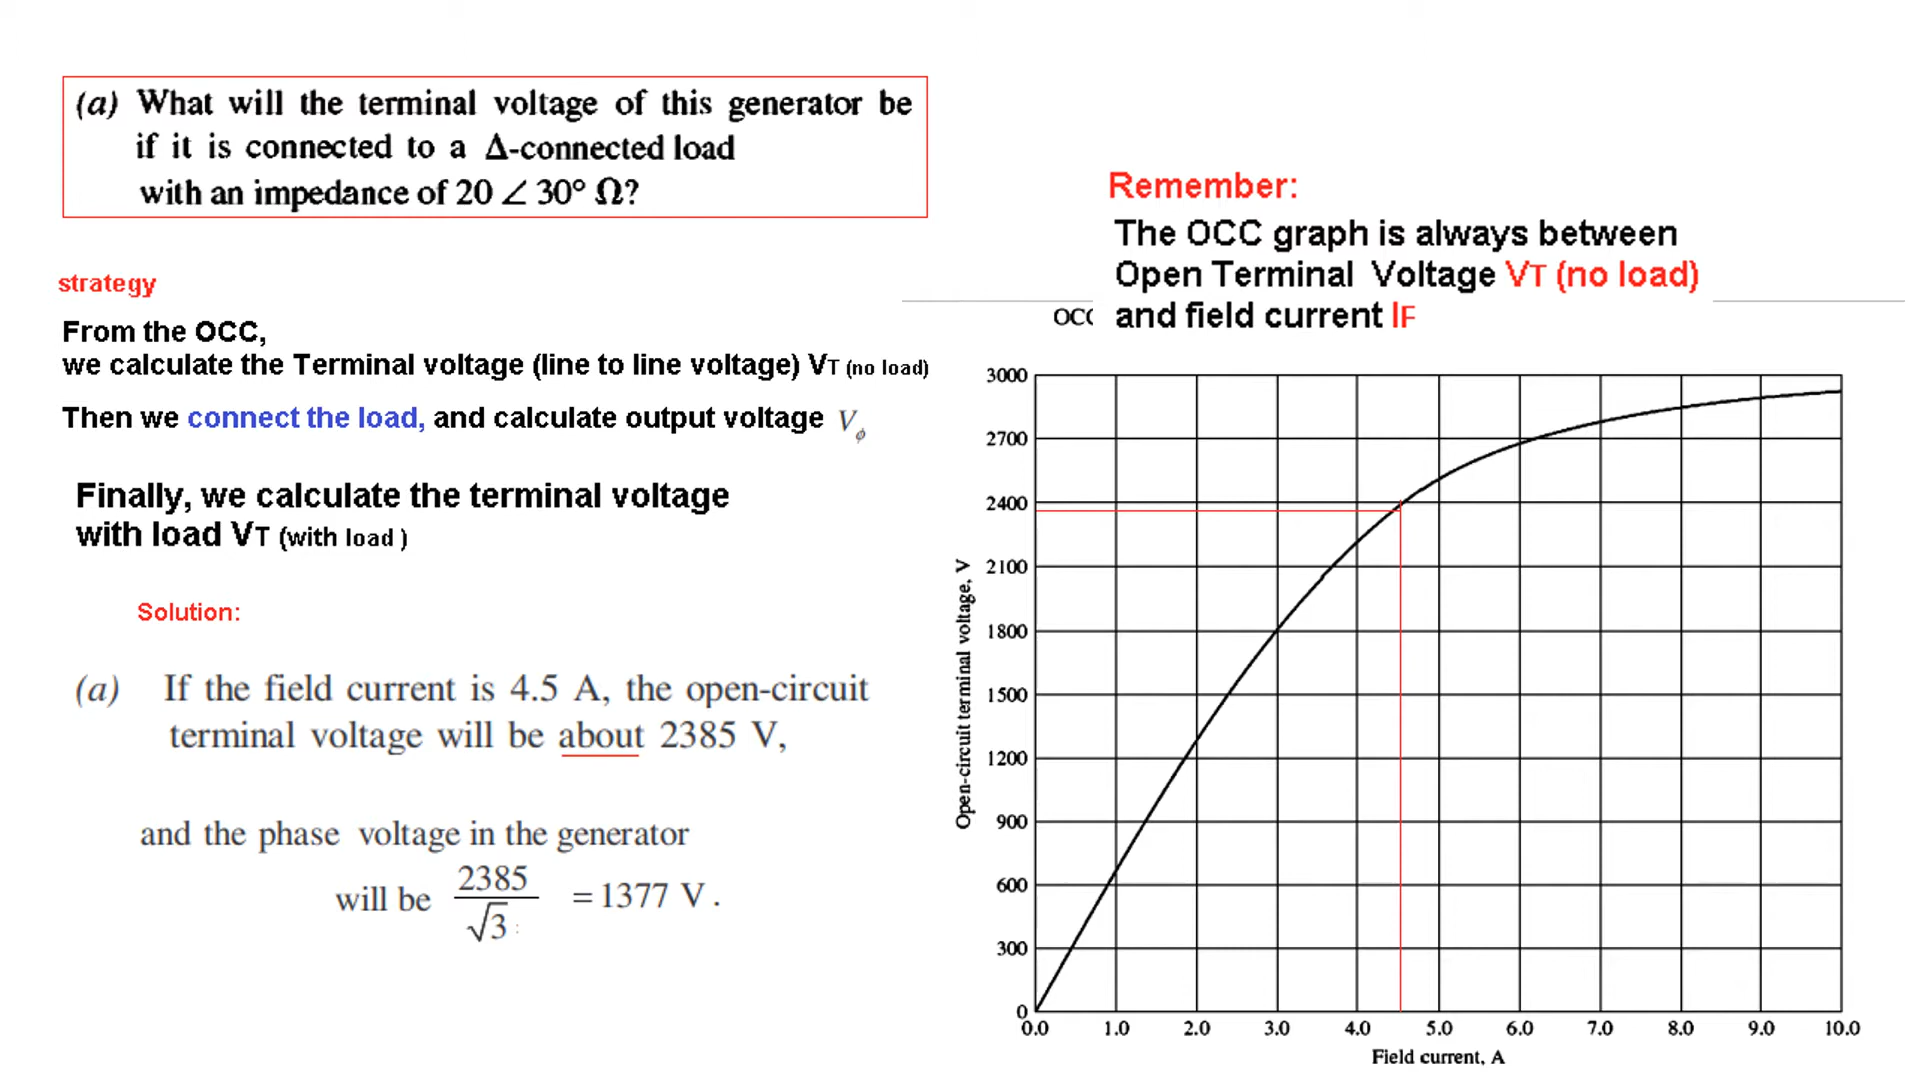 (a) What will the terminal voltage of this generator be
if it is connected to a Δ-connected load
with an impedance of 20 ∠ 30° Ω?
strategy
From the OCC,
we calculate the Terminal voltage (line to line voltage) VT (no load)
Then we connect the load, and calculate output voltage Vϕ
Finally, we calculate the terminal voltage
with load VT (with load )
Solution:
(a) If the field current is 4.5 A, the open-circuit
terminal voltage will be about 2385 V,
and the phase voltage in the generator
will be 2385/√3 = 1377 V .
Remember:
The OCC graph is always between
Open Terminal Voltage VT (no load)
and field current IF
OCC
3000
2700
2400
2100
1800
1500
1200
900
600
300
0
Open-circuit terminal voltage, V
0.0 1.0 2.0 3.0 4.0 5.0 6.0 7.0 8.0 9.0 10.0
Field current, A